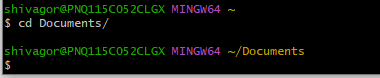 shivagor@PNQ115C052CLGX MINGW64 ~
$ cd Documents/
shivagor@PNQ115C052CLGX MINGW64 ~/Documents
$